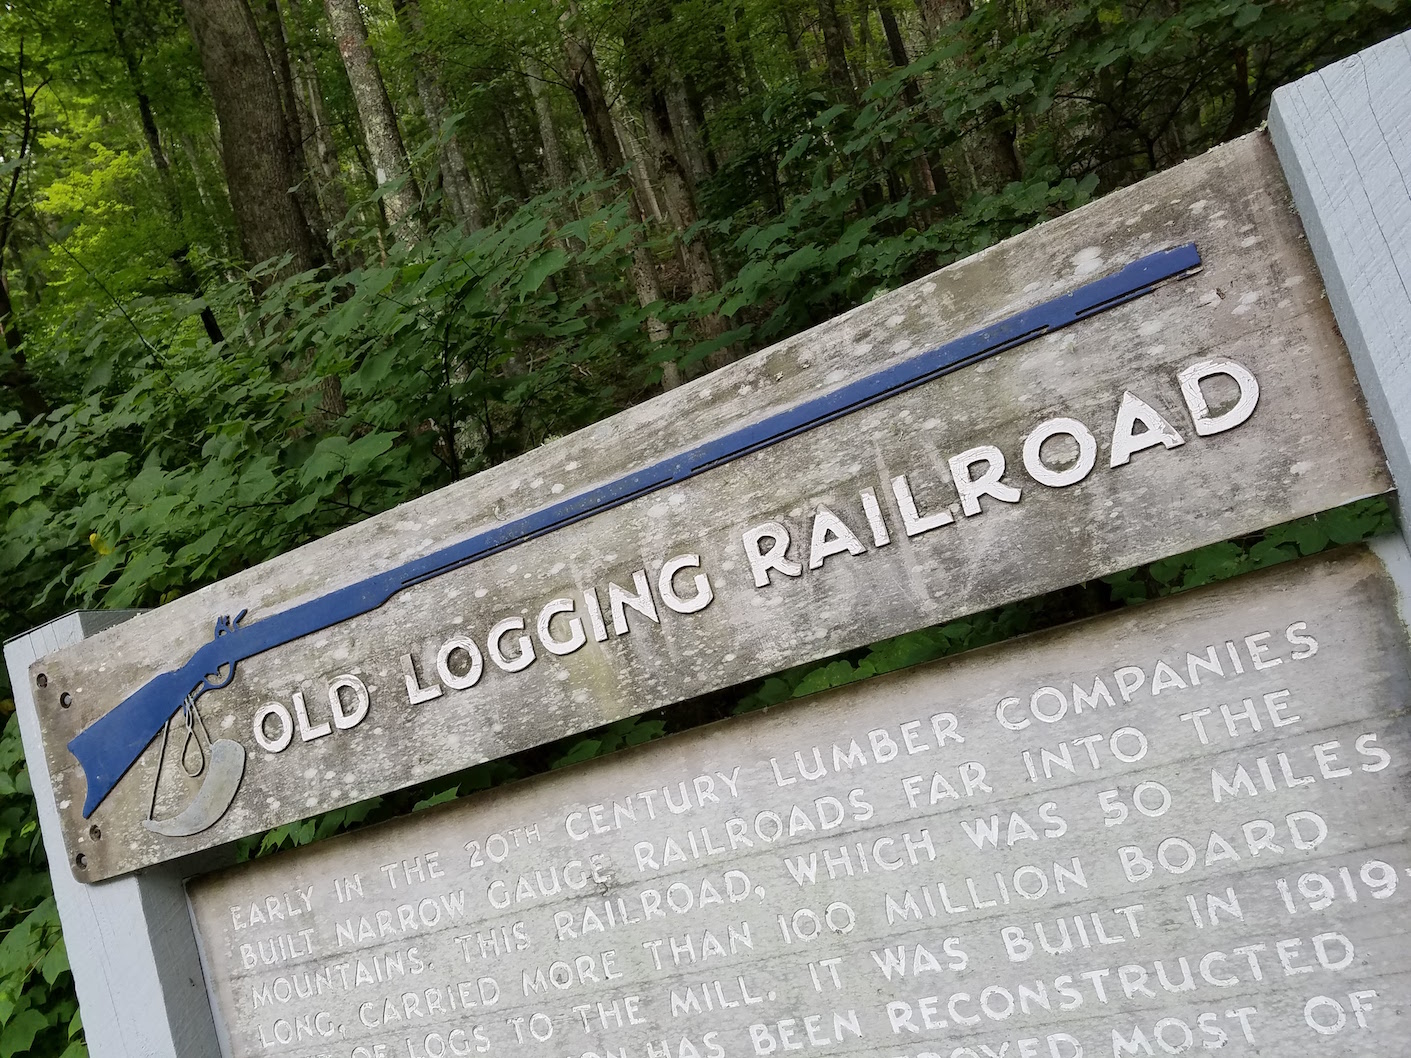 OLD LOGGING RAILROAD
EARLY IN THE 20TH CENTURY LUMBER COMPANIES
BUILT NARROW GAUGE RAILROADS FAR INTO THE
MOUNTAINS. THIS RAILROAD, WHICH WAS 50 MILES
LONG, CARRIED MORE THAN 100 MILLION BOARD
OF LOGS TO THE MILL. IT WAS BUILT IN 1919;
HAS BEEN RECONSTRUCTED.
MOST OF